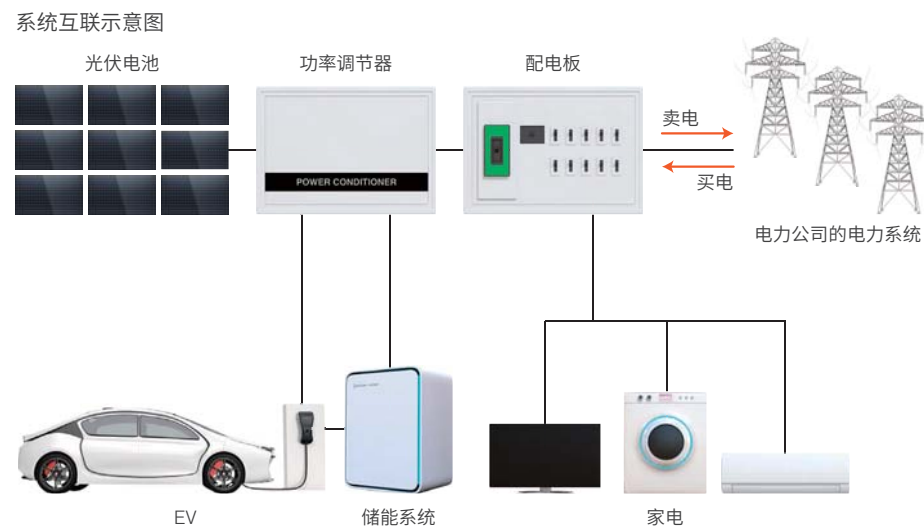 系统互联示意图
光伏电池
功率调节器
配电板
POWER CONDITIONER
卖电
买电
电力公司的电力系统
EV
储能系统
家电